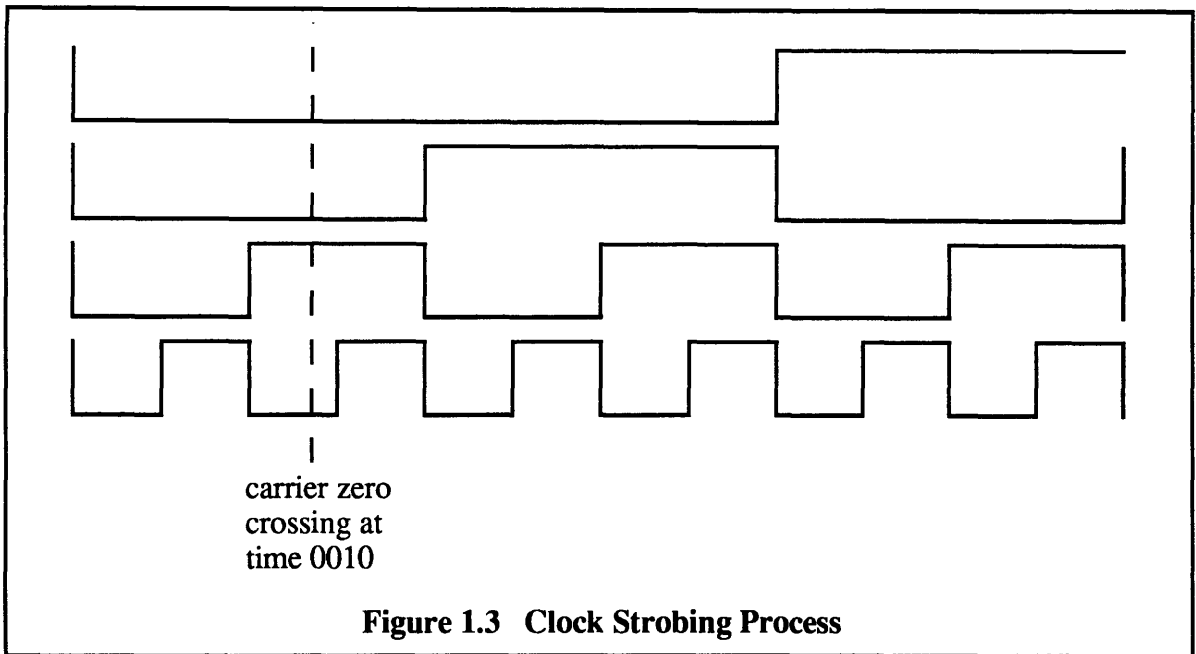 carrier zero
crossing at
time 0010
Figure 1.3 Clock Strobing Process